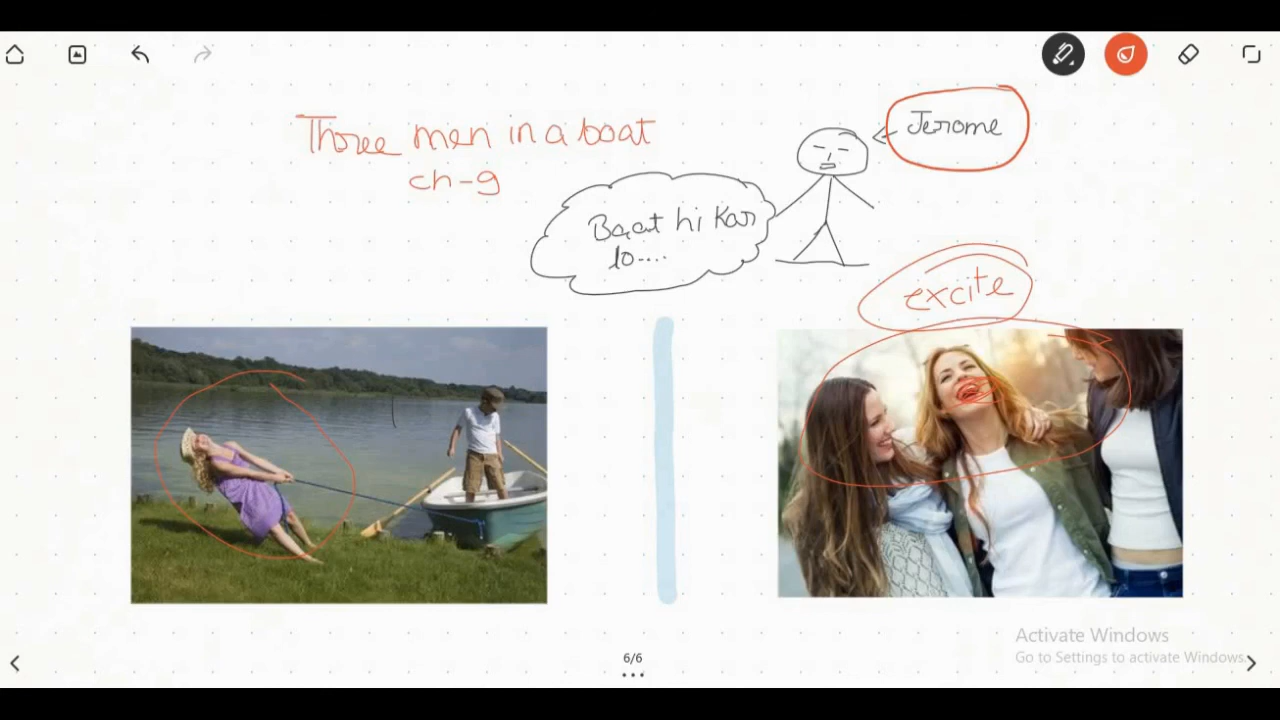 Three men in a boat
ch-9
Jerome
Baat hi Kar
lo....
excite
6/6
Activate Windows
Go to Settings to activate Windows.